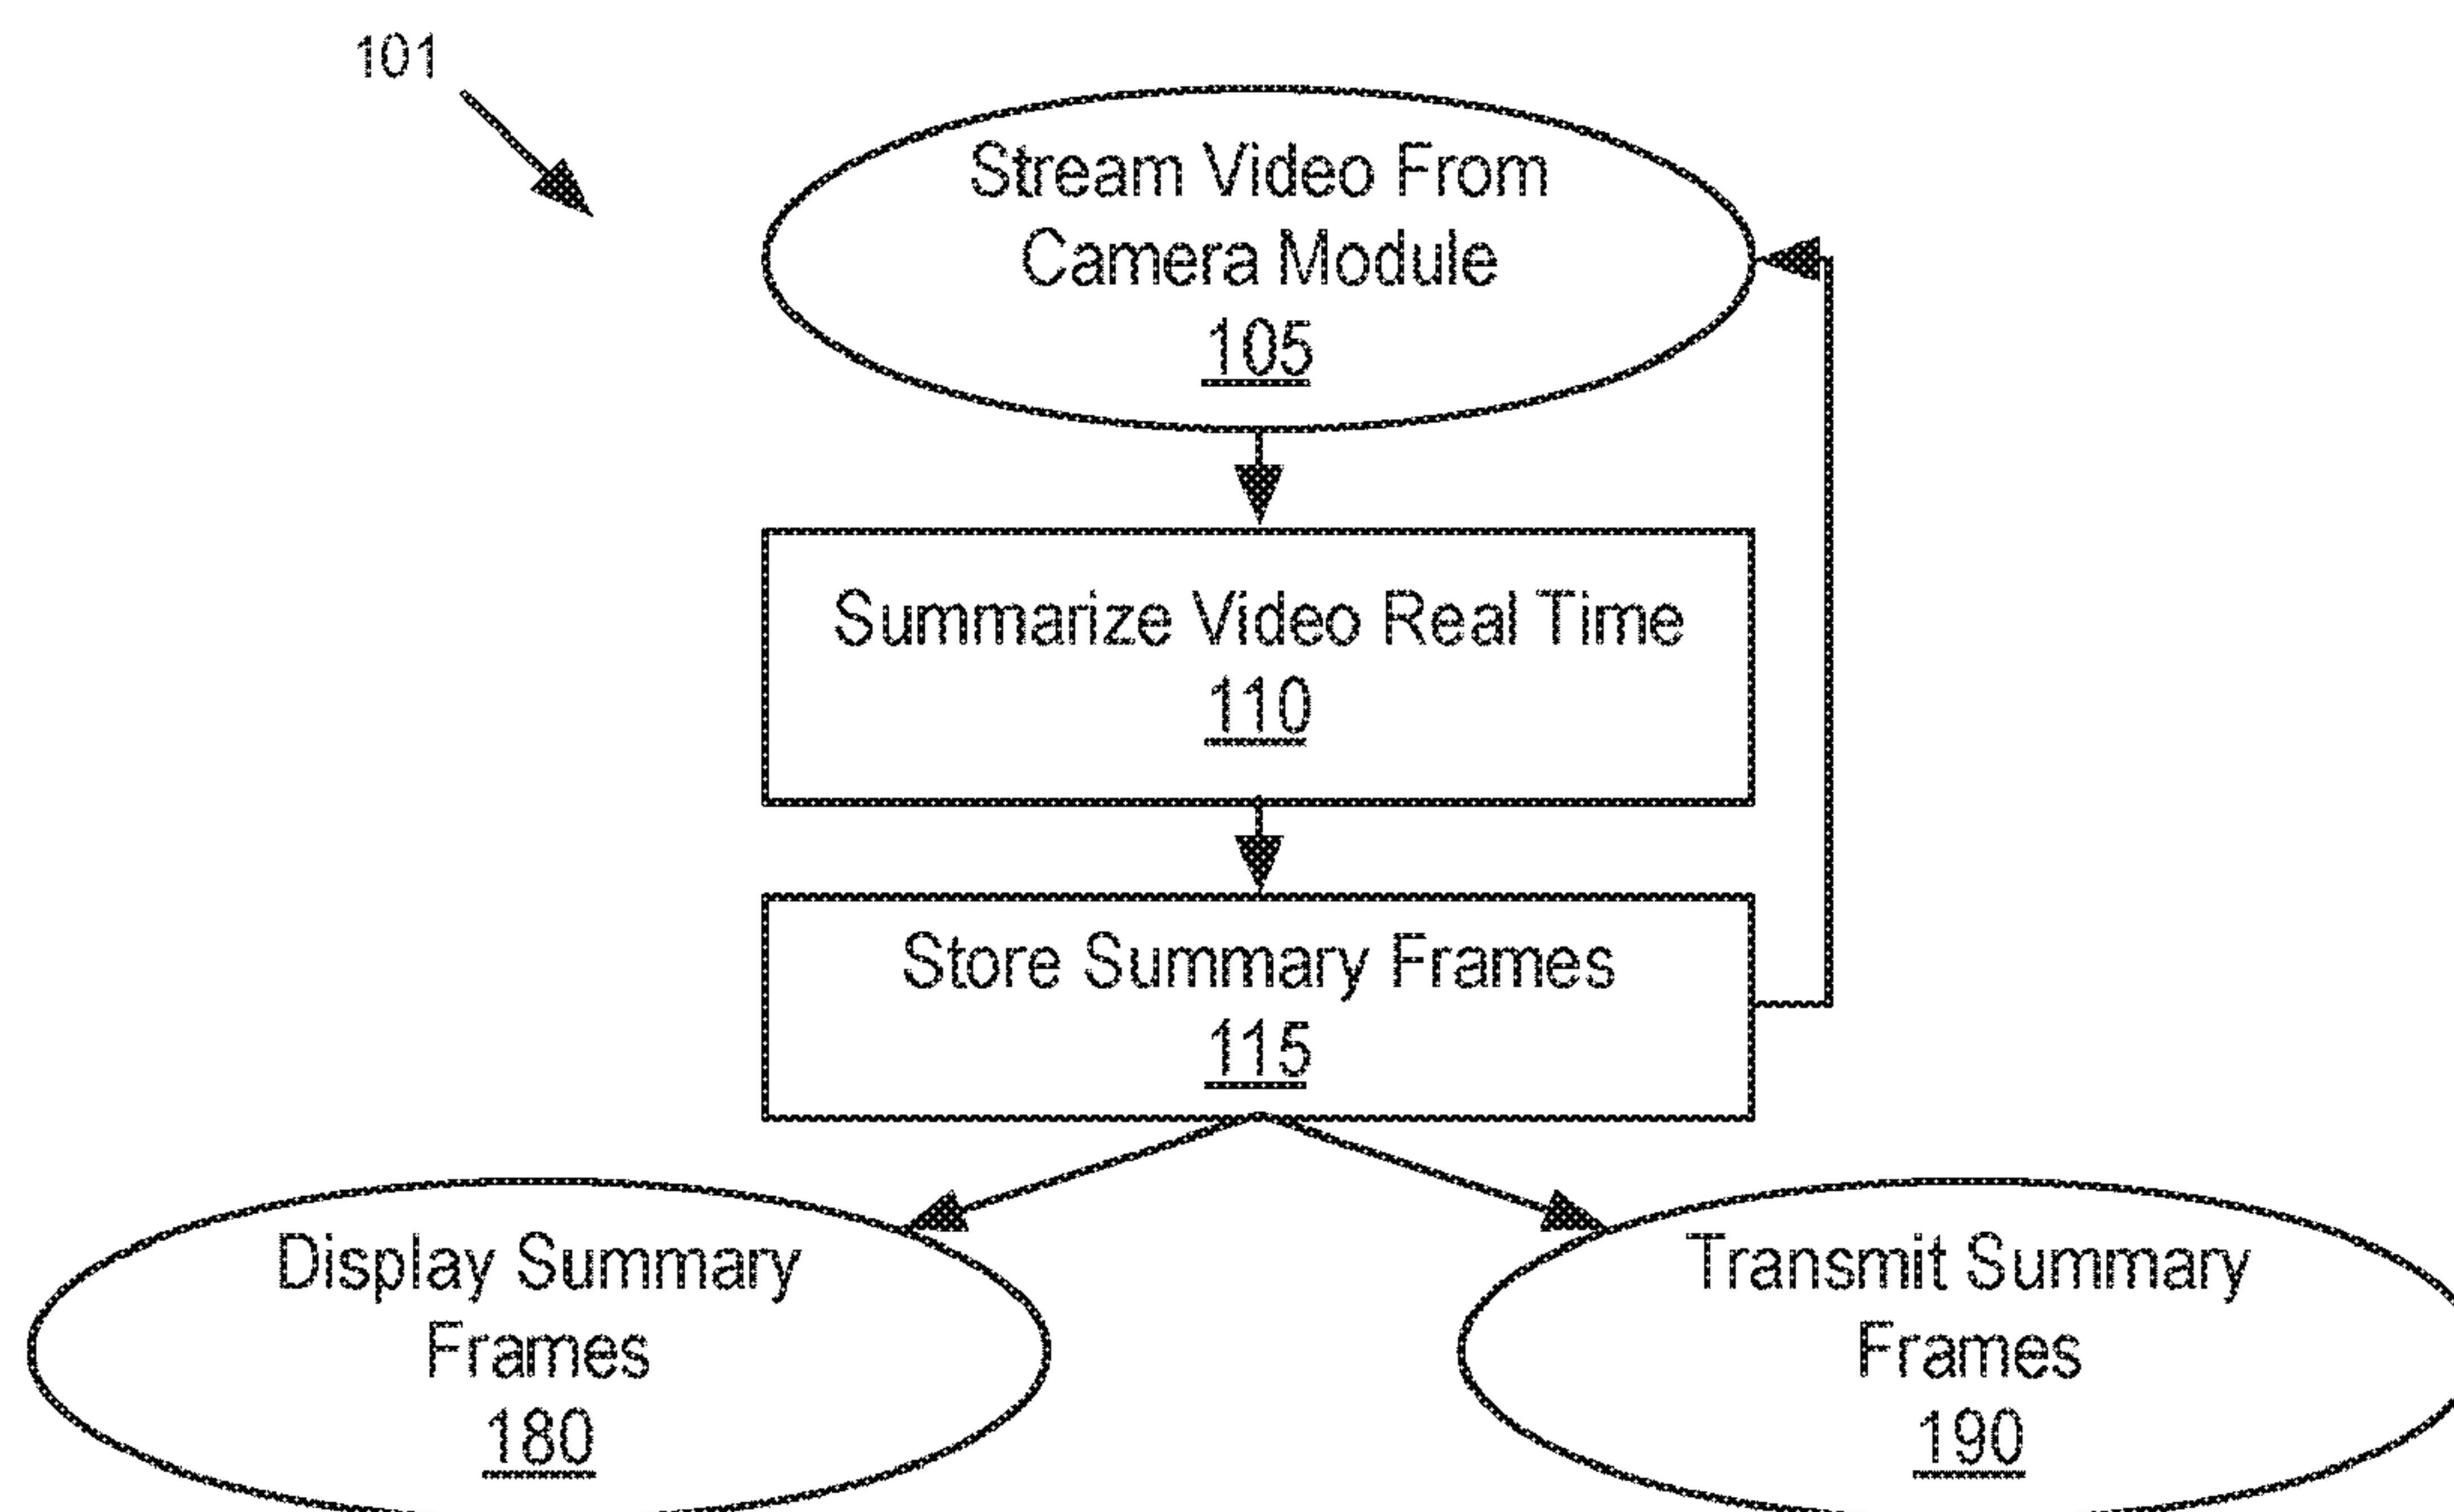 101
Stream Video From
Camera Module
105
Summarize Video Real Time
110
Store Summary Frames
115
Display Summary
Frames
180
Transmit Summary
Frames
190